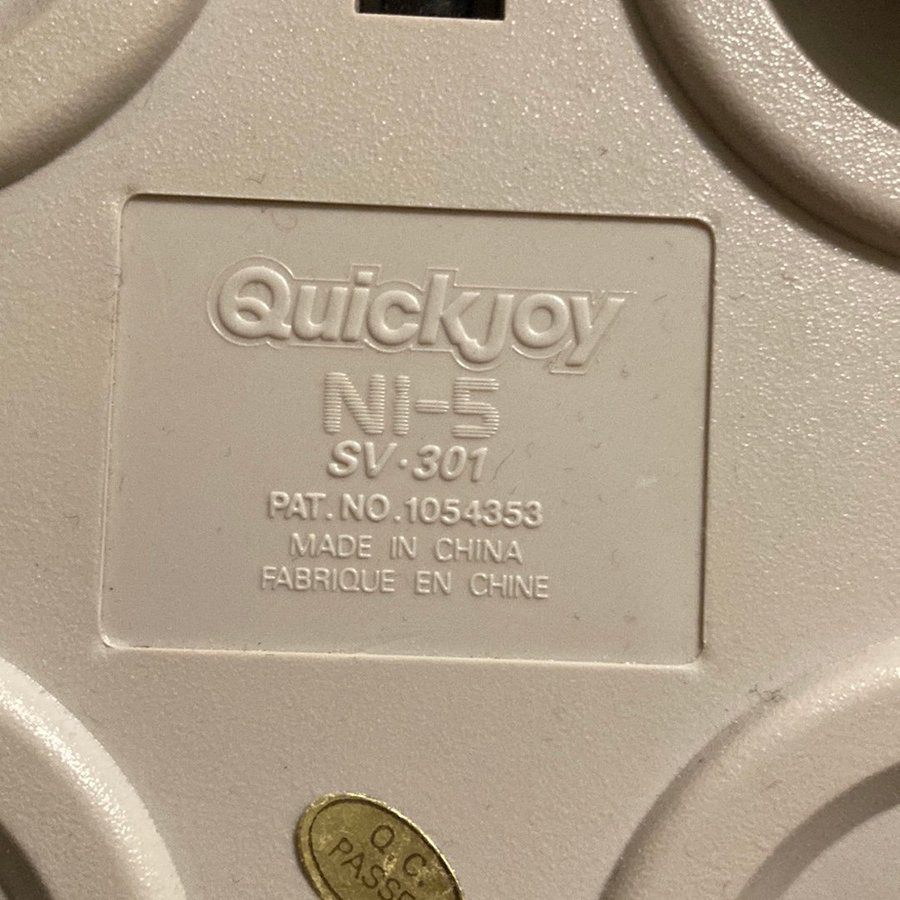 Quickjoy
NI-5
SV·301
PAT.NO.1054353
MADE IN CHINA
FABRIQUE EN CHINE
Q.C.